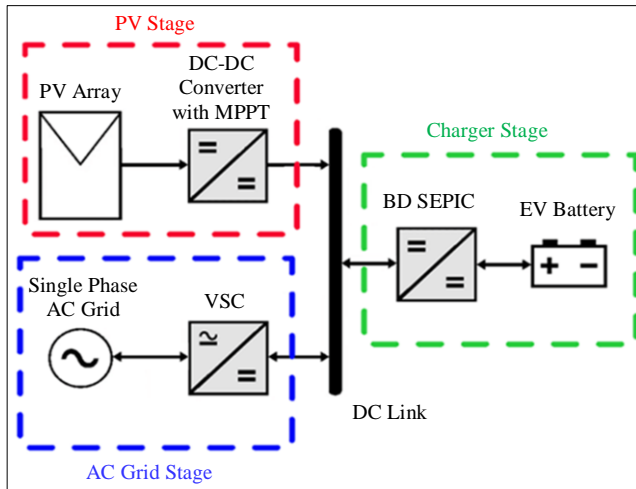 PV Stage
PV Array
DC-DC
Converter
with MPPT
Charger Stage
BD SEPIC
EV Battery
Single Phase
AC Grid
VSC
DC Link
AC Grid Stage